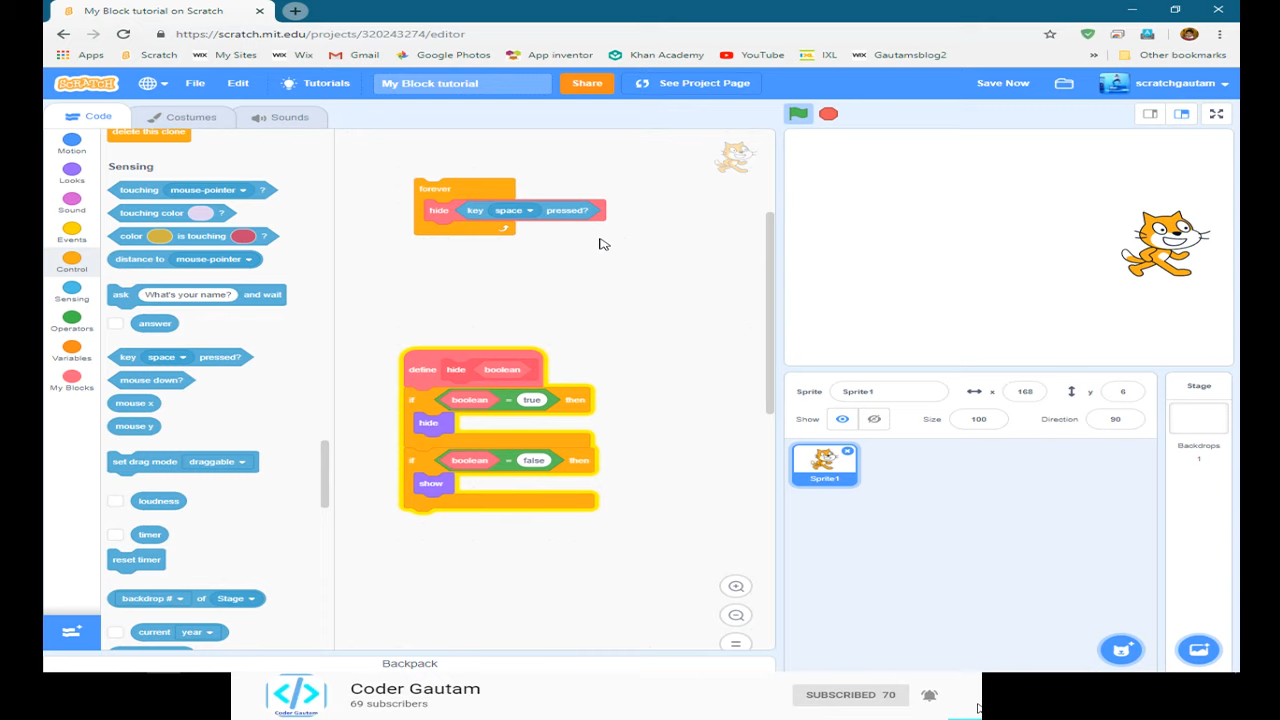 My Block tutorial on Scratch
https://scratch.mit.edu/projects/320243274/editor
Apps Scratch WIX My Sites WIX Wix Gmail Google Photos App inventor Khan Academy YouTube IXL WIX Gautamsblog2 » Other bookmarks
SCRATCH File Edit Tutorials My Block tutorial Share See Project Page Save Now scratchgautam
Code Costumes Sounds
Motion
Looks
Sound
Events
Control
Sensing
Operators
Variables
My Blocks
delete this clone
Sensing
touching mouse-pointer ?
touching color ?
color is touching ?
distance to mouse-pointer
ask What's your name? and wait
answer
key space pressed?
mouse down?
mouse x
mouse y
set drag mode draggable
loudness
timer
reset timer
backdrop # of Stage
current year
forever
hide key space pressed?
define hide boolean
if boolean = true then
hide
if boolean = false then
show
Sprite Sprite1 x 168 y 6
Show Size 100 Direction 90
Sprite1
Stage
Backdrops
1
Backpack
Coder Gautam
69 subscribers
SUBSCRIBED 70
</>
Coder Gautam